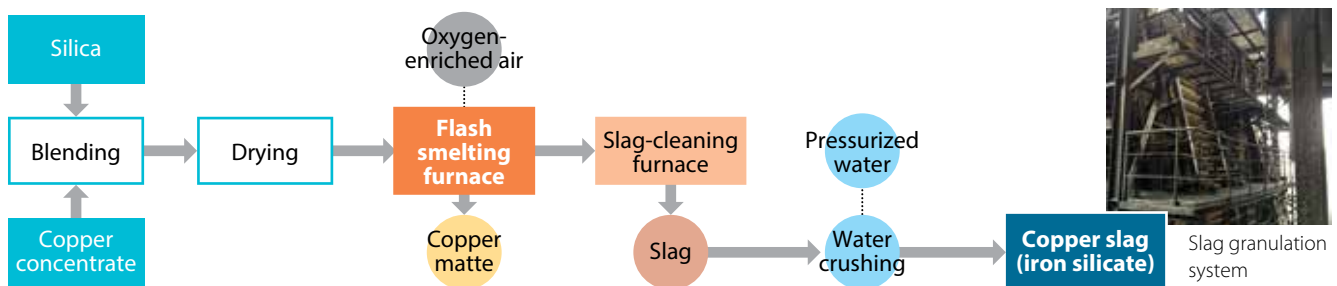 Silica
Oxygen-
enriched air
Blending
Drying
Flash
smelting
furnace
Slag-cleaning
furnace
Pressurized
water
Copper
concentrate
Copper
matte
Slag
Water
crushing
Copper slag
(iron silicate)
Slag granulation
system